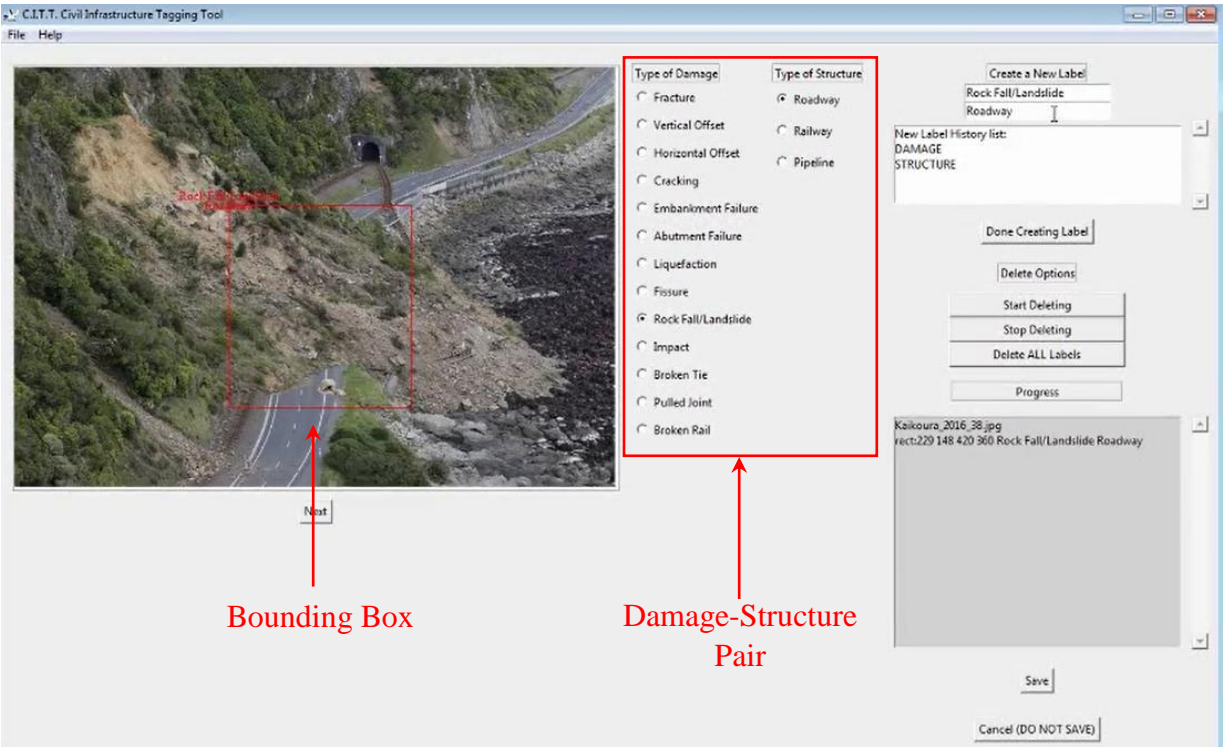 C.I.T.T. Civil Infrastructure Tagging Tool
File Help
Rock Fall/Landslide
Roadway
Next
Bounding Box
Type of Damage
Fracture
Vertical Offset
Horizontal Offset
Cracking
Embankment Failure
Abutment Failure
Liquefaction
Fissure
Rock Fall/Landslide
Impact
Broken Tie
Pulled Joint
Broken Rail
Type of Structure
Roadway
Railway
Pipeline
Damage-Structure
Pair
Create a New Label
Rock Fall/Landslide
Roadway
New Label History list:
DAMAGE
STRUCTURE
Done Creating Label
Delete Options
Start Deleting
Stop Deleting
Delete ALL Labels
Progress
Kaikoura_2016_38.jpg
rect:229 148 420 360 Rock Fall/Landslide Roadway
Save
Cancel (DO NOT SAVE)